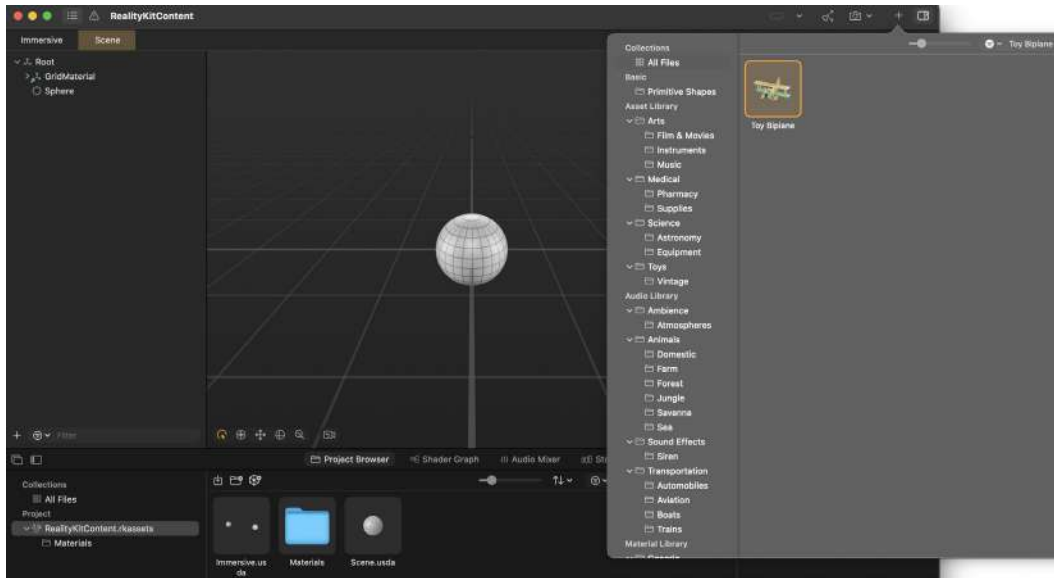 RealityKitContent
Immersive
Scene
Root
GridMaterial
Sphere
Filter
Collections
All Files
Basic
Primitive Shapes
Asset Library
Arts
Film & Movies
Instruments
Music
Medical
Pharmacy
Supplies
Science
Astronomy
Equipment
Toys
Vintage
Audio Library
Ambience
Atmospheres
Animals
Domestic
Farm
Forest
Jungle
Savanna
Sea
Sound Effects
Siren
Transportation
Automobiles
Aviation
Boats
Trains
Material Library
Toy Biplane
Toy Biplane
Project Browser
Shader Graph
Audio Mixer
Collections
All Files
Project
RealityKitContent.rkassets
Materials
Immersive.us
da
Materials
Scene.usda